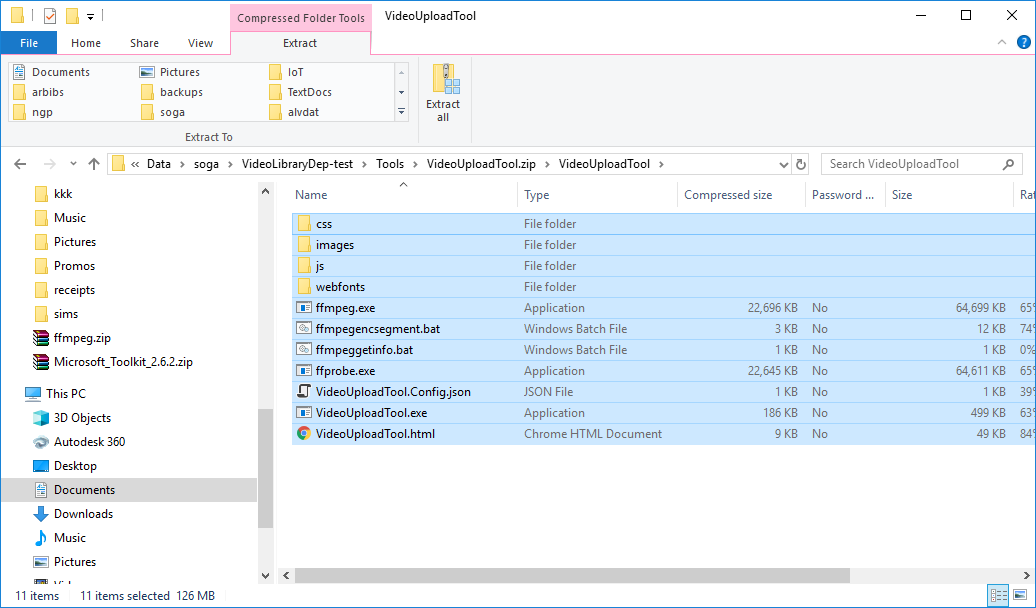 Compressed Folder Tools VideoUploadTool
File Home Share View Extract
Documents Pictures IoT
arbibs backups TextDocs
ngp soga alvdat
Extract all
Extract To
« Data › soga › VideoLibraryDep-test › Tools › VideoUploadTool.zip › VideoUploadTool › Search VideoUploadTool
kkk
Music
Pictures
Promos
receipts
sims
ffmpeg.zip
Microsoft_Toolkit_2.6.2.zip
This PC
3D Objects
Autodesk 360
Desktop
Documents
Downloads
Music
Pictures
Name Type Compressed size Password ... Size Rat
css File folder
images File folder
js File folder
webfonts File folder
ffmpeg.exe Application 22,696 KB No 64,699 KB 65%
ffmpegencsegment.bat Windows Batch File 3 KB No 12 KB 74%
ffmpeggetinfo.bat Windows Batch File 1 KB No 1 KB 0%
ffprobe.exe Application 22,645 KB No 64,611 KB 65%
VideoUploadTool.Config.json JSON File 1 KB No 1 KB 39%
VideoUploadTool.exe Application 186 KB No 499 KB 63%
VideoUploadTool.html Chrome HTML Document 9 KB No 49 KB 84%
11 items 11 items selected 126 MB